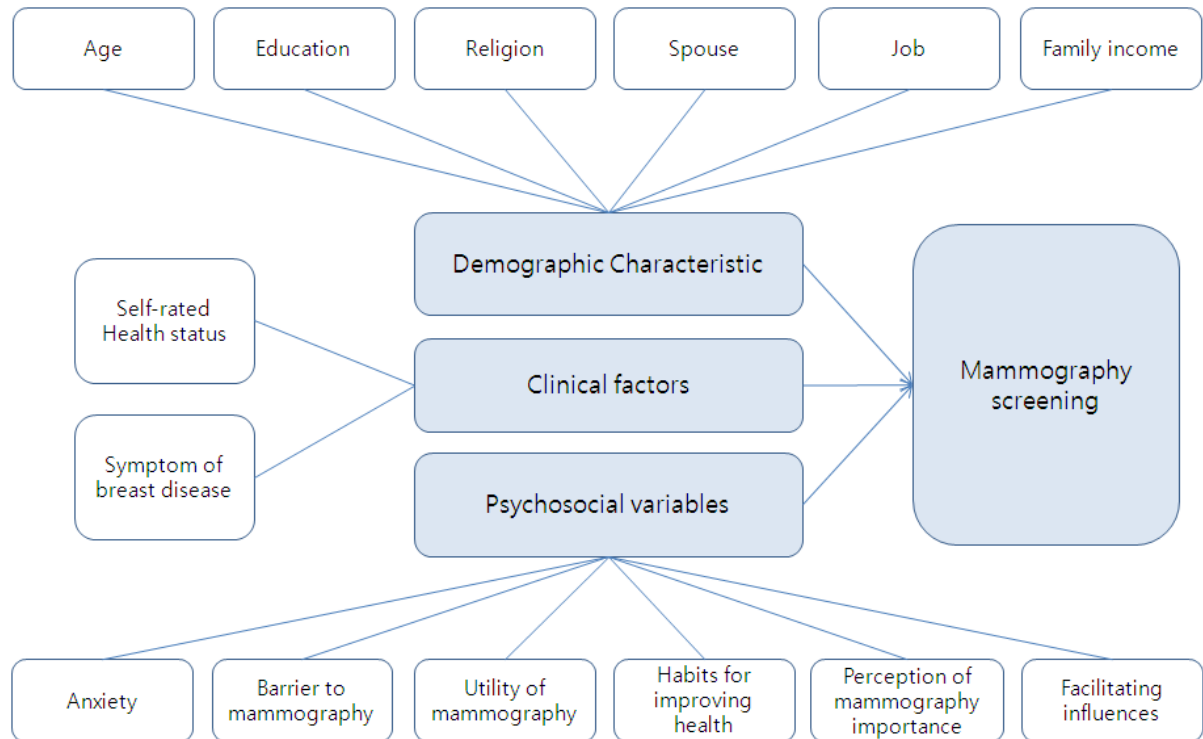 Age
Education
Religion
Spouse
Job
Family income
Demographic Characteristic
Self-rated
Health status
Clinical factors
Mammography
screening
Symptom of
breast disease
Psychosocial variables
Anxiety
Barrier to
mammography
Utility of
mammography
Habits for
improving
health
Perception of
mammography
importance
Facilitating
influences